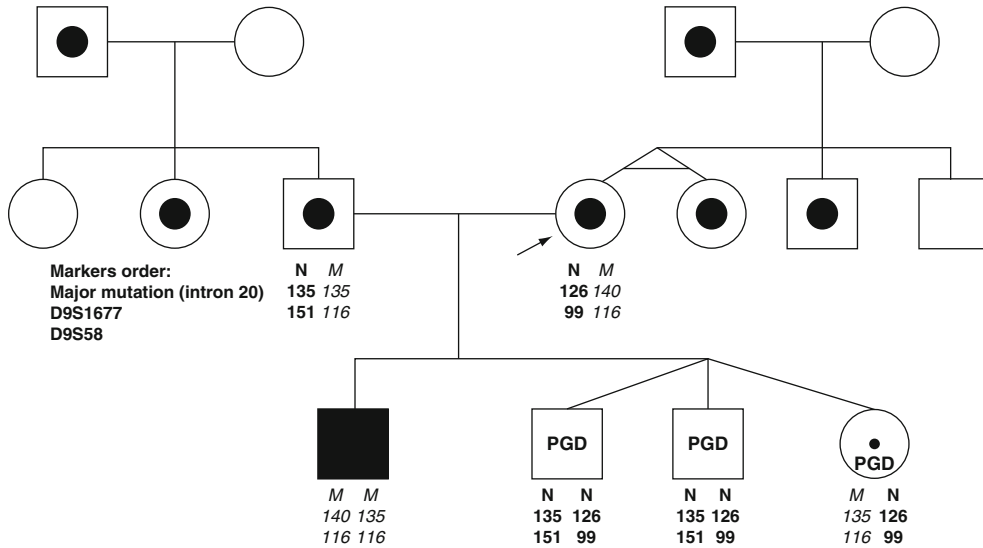 Markers order:
Major mutation (intron 20)
D9S1677
D9S58
N M
135 135
151 116
N M
126 140
99 116
PGD
PGD
PGD
M M
140 135
116 116
N N
135 126
151 99
N N
135 126
151 99
M N
135 126
116 99